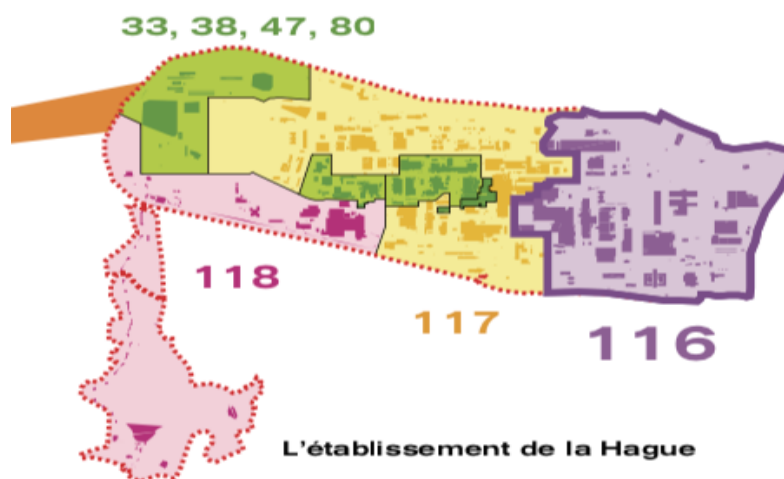 33, 38, 47, 80
118
117
116
L'établissement de la Hague